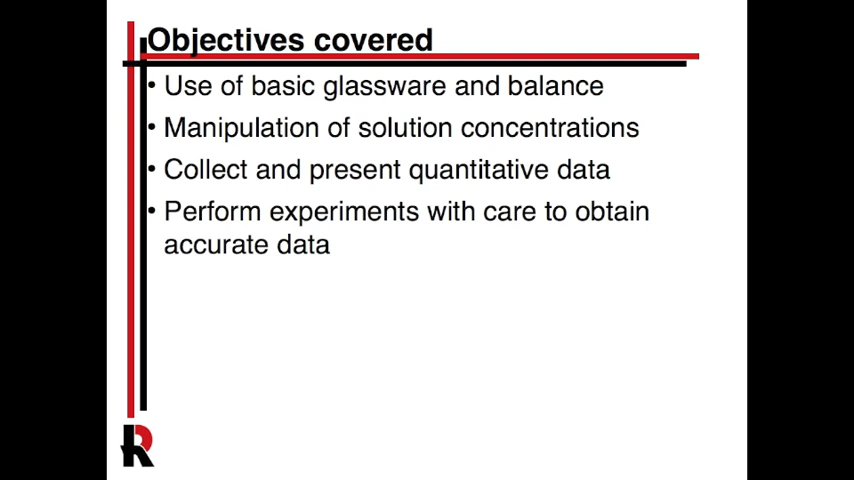 Objectives covered
• Use of basic glassware and balance
• Manipulation of solution concentrations
• Collect and present quantitative data
• Perform experiments with care to obtain
accurate data
R